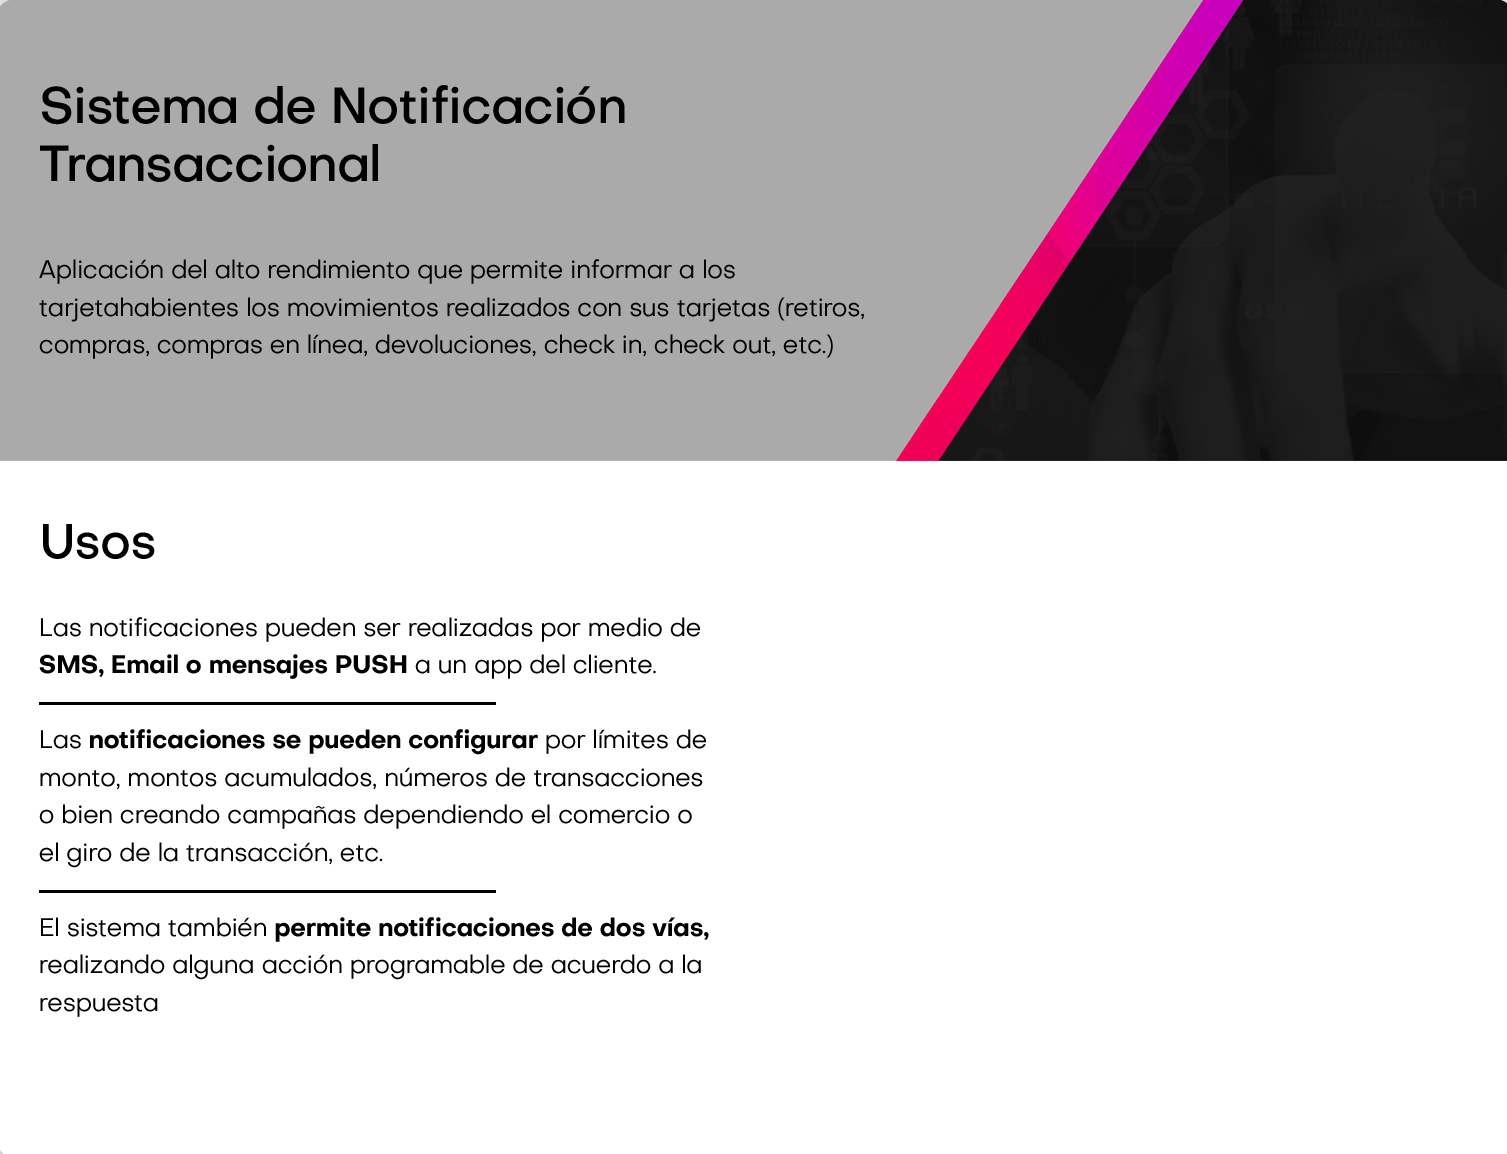 Sistema de Notificación
Transaccional
Aplicación del alto rendimiento que permite informar a los
tarjetahabientes los movimientos realizados con sus tarjetas (retiros,
compras, compras en línea, devoluciones, check in, check out, etc.)
MEDIA
Usos
Las notificaciones pueden ser realizadas por medio de
SMS, Email o mensajes PUSH a un app del cliente.
Las notificaciones se pueden configurar por límites de
monto, montos acumulados, números de transacciones
o bien creando campañas dependiendo el comercio o
el giro de la transacción, etc.
El sistema también permite notificaciones de dos vías,
realizando alguna acción programable de acuerdo a la
respuesta